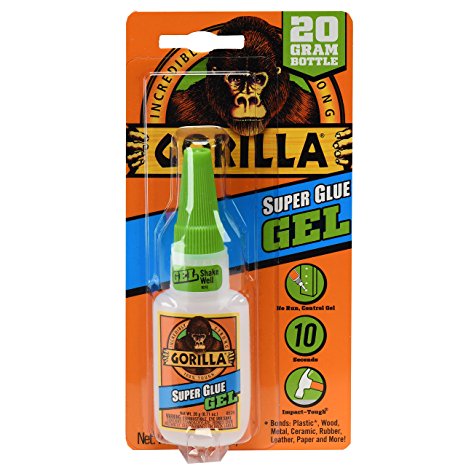 20
GRAM
BOTTLE
INCREDIBLY
STRONG
GORILLA
SUPER GLUE
GEL
No Run, Control Gel
10
Seconds
Impact-Tough
• Bonds: Plastic*, Wood,
Metal, Ceramic, Rubber,
Leather, Paper and More!
GEL
Shake
Well
GORILLA
SUPER GLUE
GEL
Net